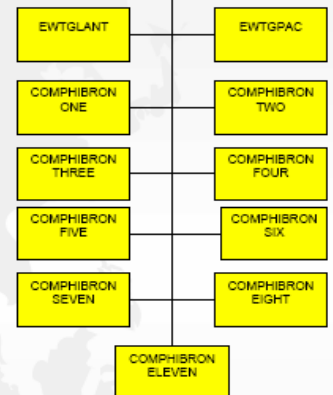 EWTGLANT
EWTGPAC
COMPHIBRON
ONE
COMPHIBRON
TWO
COMPHIBRON
THREE
COMPHIBRON
FOUR
COMPHIBRON
FIVE
COMPHIBRON
SIX
COMPHIBRON
SEVEN
COMPHIBRON
EIGHT
COMPHIBRON
ELEVEN